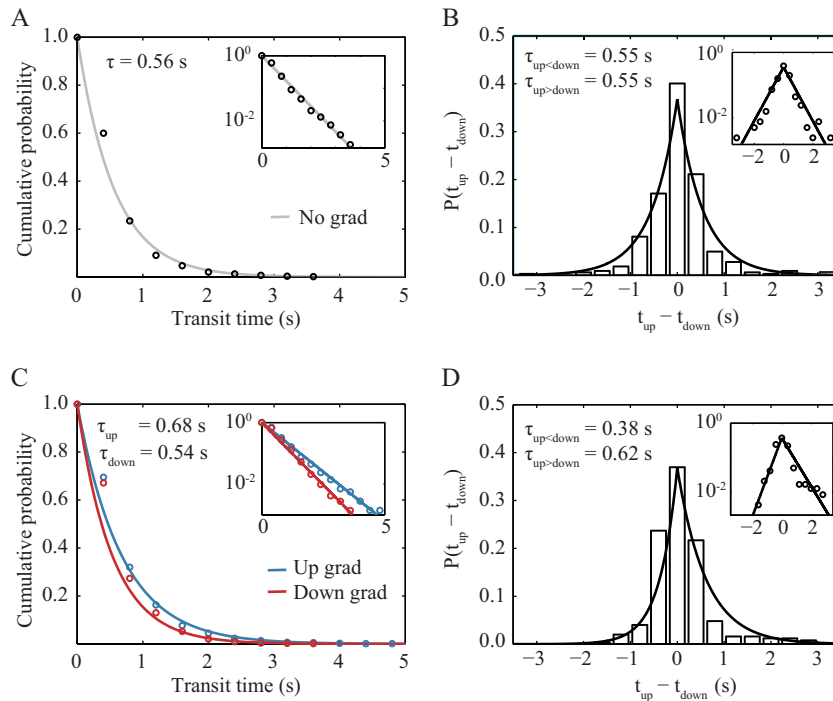 A
Cumulative probability
1.0
0.8
0.6
0.4
0.2
0 1 2 3 4 5
Transit time (s)
τ = 0.56 s
No grad
10^0
10^-2
0 5
B
P(t_up − t_down)
0.5
0.4
0.3
0.2
0.1
0.0
−3 −2 −1 0 1 2 3
t_up − t_down (s)
τ_up<down = 0.55 s
τ_up>down = 0.55 s
10^0
10^-2
−2 0 2
C
Cumulative probability
1.0
0.8
0.6
0.4
0.2
0 1 2 3 4 5
Transit time (s)
τ_up = 0.68 s
τ_down = 0.54 s
Up grad
Down grad
10^0
10^-2
0 5
D
P(t_up − t_down)
0.5
0.4
0.3
0.2
0.1
0.0
−3 −2 −1 0 1 2 3
t_up − t_down (s)
τ_up<down = 0.38 s
τ_up>down = 0.62 s
10^0
10^-2
−2 0 2